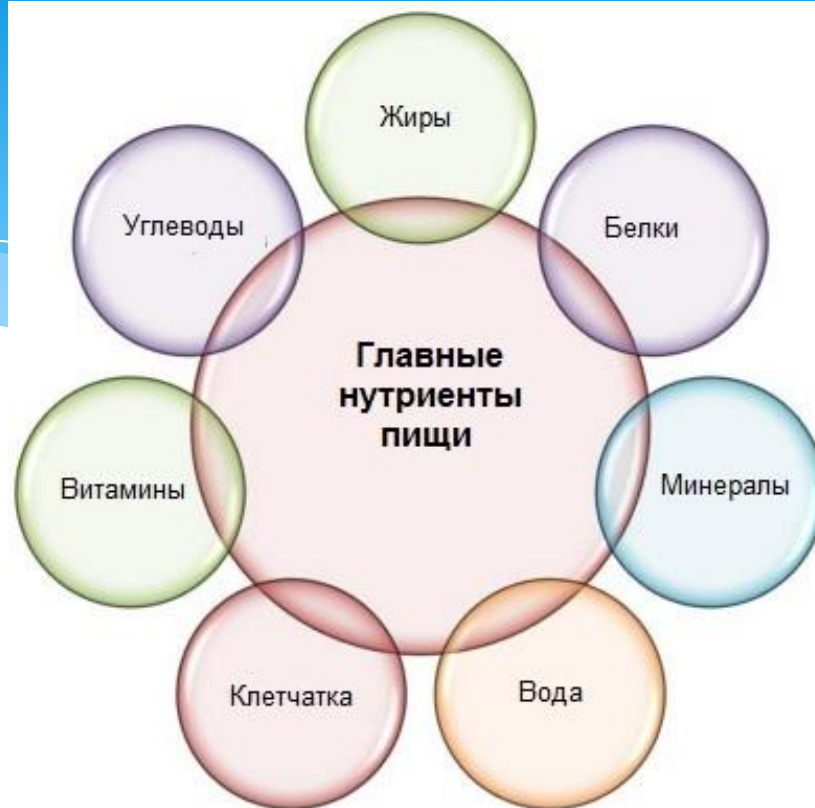 Жиры
Углеводы
Белки
Главные
нутриенты
пищи
Витамины
Минералы
Клетчатка
Вода